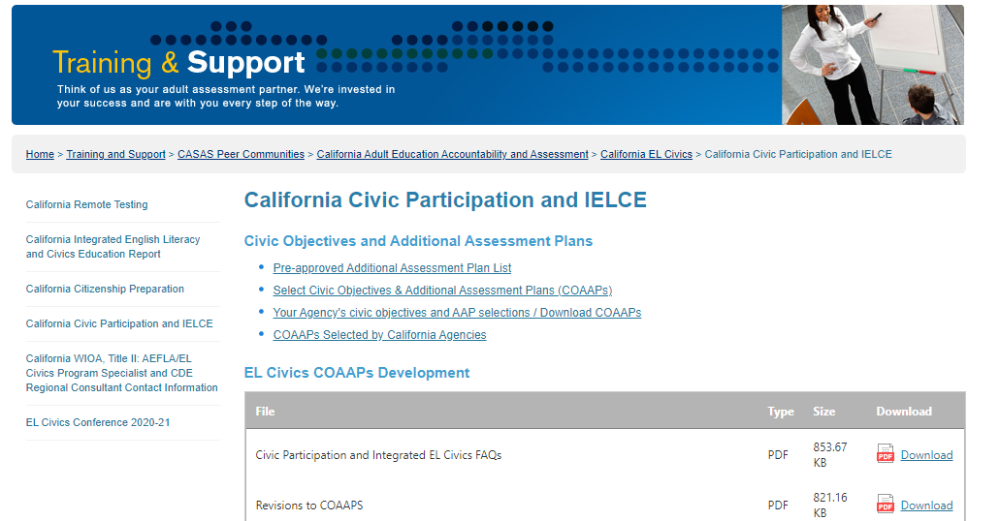 Training & Support
Think of us as your adult assessment partner. We're invested in
your success and are with you every step of the way.
Home > Training and Support > CASAS Peer Communities > California Adult Education Accountability and Assessment > California EL Civics > California Civic Participation and IELCE
California Remote Testing
California Integrated English Literacy
and Civics Education Report
California Citizenship Preparation
California Civic Participation and IELCE
California WIOA, Title II: AEFLA/EL
Civics Program Specialist and CDE
Regional Consultant Contact Information
EL Civics Conference 2020-21
California Civic Participation and IELCE
Civic Objectives and Additional Assessment Plans
Pre-approved Additional Assessment Plan List
Select Civic Objectives & Additional Assessment Plans (COAAPs)
Your Agency's civic objectives and AAP selections / Download COAAPs
COAAPs Selected by California Agencies
EL Civics COAAPs Development
File Type Size Download
Civic Participation and Integrated EL Civics FAQs PDF 853.67
KB PDF Download
Revisions to COAAPS PDF 821.16
KB PDF Download